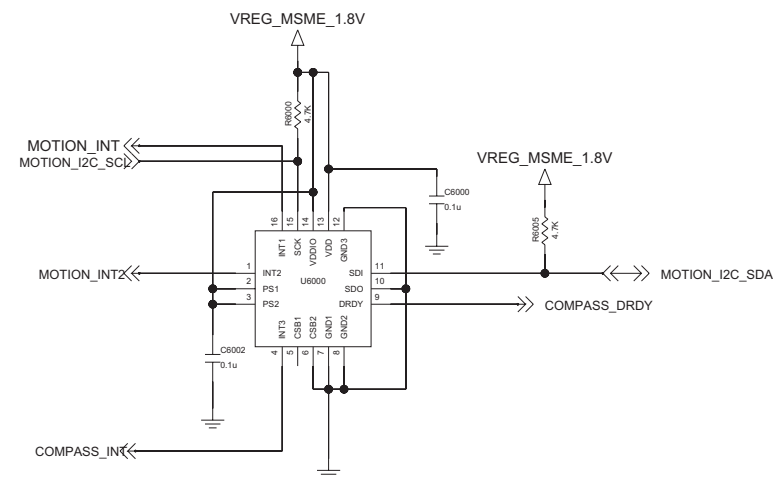 VREG_MSME_1.8V
R6000
4.7K
MOTION_INT
MOTION_I2C_SCL
VREG_MSME_1.8V
C6000
0.1u
R6005
4.7K
16
15
14
13
12
INT1
SCK
VDDIO
VDD
GND3
MOTION_INT2
1
INT2
U6000
SDI
11
MOTION_I2C_SDA
2
PS1
SDO
10
3
PS2
DRDY
9
COMPASS_DRDY
INT3
CSB1
CSB2
GND1
GND2
4
5
6
7
8
C6002
0.1u
COMPASS_INT